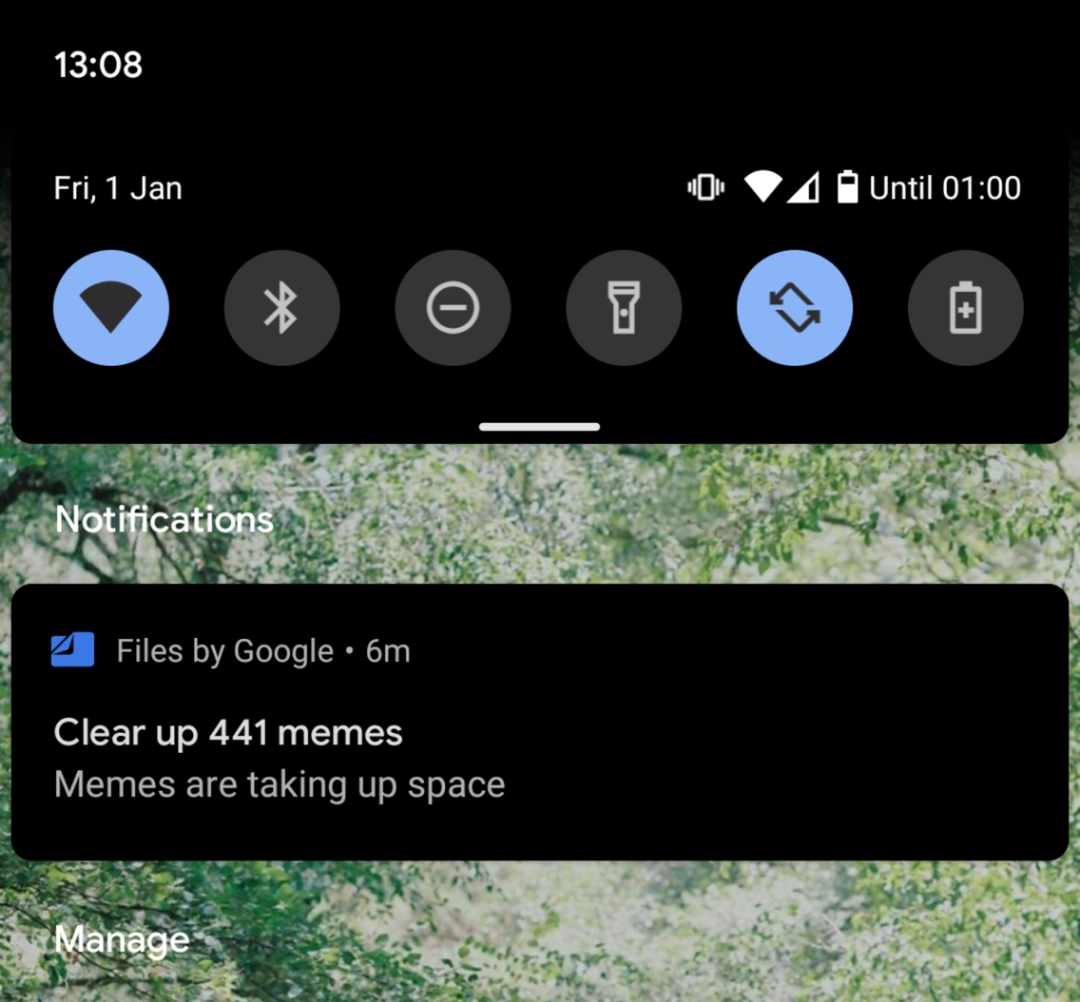 13:08
Fri, 1 Jan Until 01:00
Notifications
Files by Google • 6m
Clear up 441 memes
Memes are taking up space
Manage